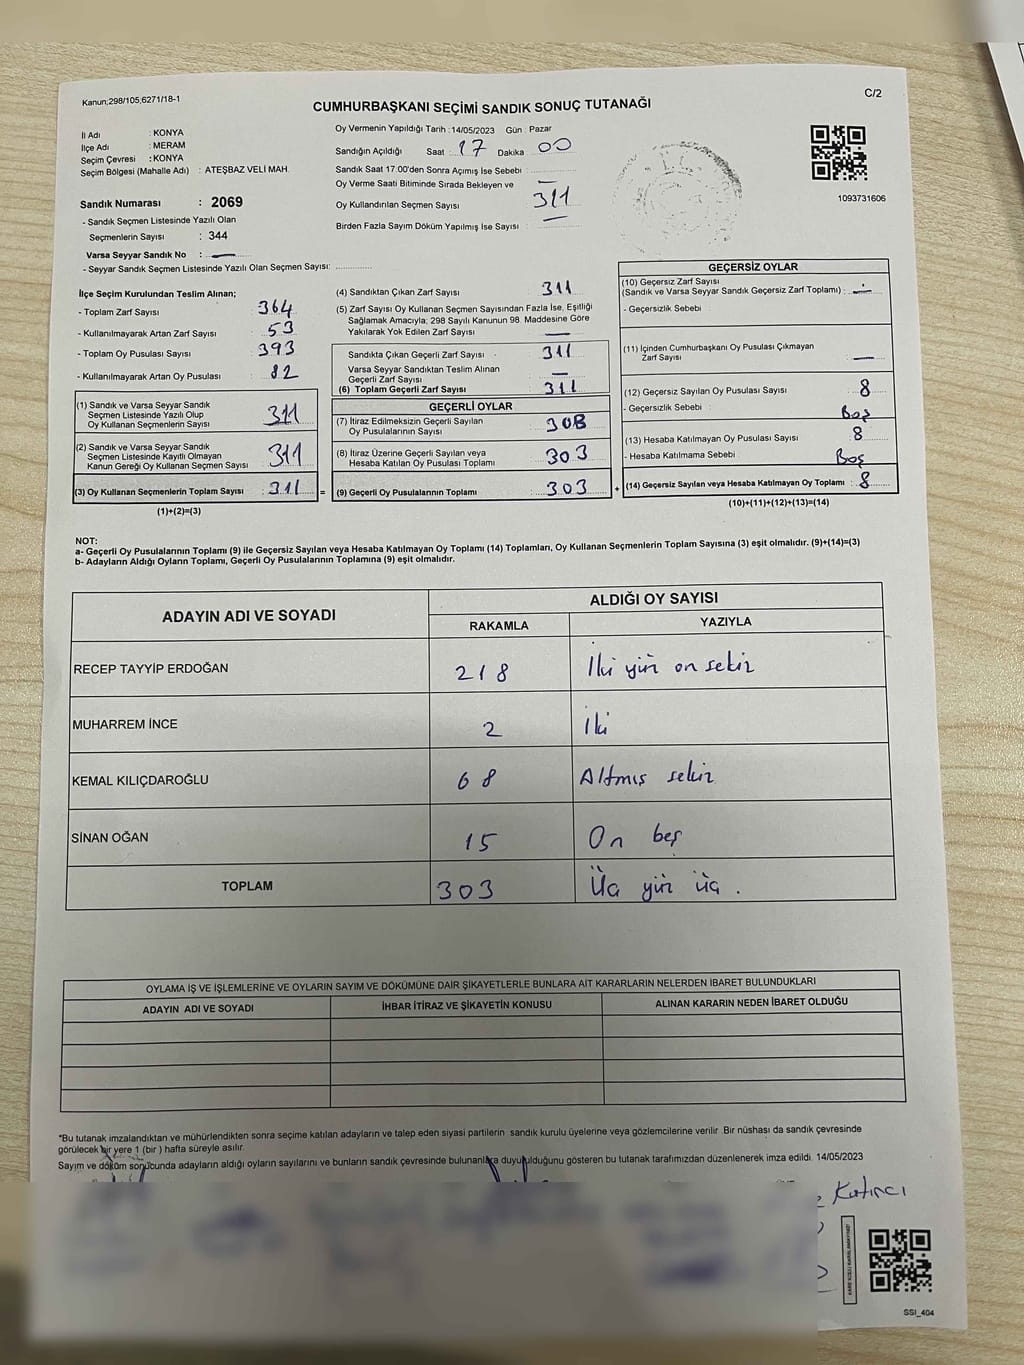 Kanun;298/105,6271/18-1
C/2
CUMHURBAŞKANI SEÇİMİ SANDIK SONUÇ TUTANAĞI
İl Adı : KONYA
İlçe Adı : MERAM
Seçim Çevresi : KONYA
Seçim Bölgesi (Mahalle Adı) : ATEŞBAZ VELİ MAH.
Sandık Numarası : 2069
- Sandık Seçmen Listesinde Yazılı Olan
Seçmenlerin Sayısı : 344
Varsa Seyyar Sandık No :
- Seyyar Sandık Seçmen Listesinde Yazılı Olan Seçmen Sayısı:
Oy Vermenin Yapıldığı Tarih : 14/05/2023 Gün : Pazar
Sandığın Açıldığı Saat : 17 Dakika : 00
Sandık Saat 17:00'den Sonra Açımış İse Sebebi :
Oy Verme Saati Bitiminde Sırada Bekleyen ve
Oy Kullandırılan Seçmen Sayısı 311
Birden Fazla Sayım Döküm Yapılmış İse Sayısı :
1093731606
İlçe Seçim Kurulundan Teslim Alınan;
- Toplam Zarf Sayısı : 364
- Kullanılmayarak Artan Zarf Sayısı : 53
- Toplam Oy Pusulası Sayısı : 393
- Kullanılmayarak Artan Oy Pusulası : 82
(1) Sandık ve Varsa Seyyar Sandık
Seçmen Listesinde Yazılı Olup
Oy Kullanan Seçmenlerin Sayısı : 311
(2) Sandık ve Varsa Seyyar Sandık
Seçmen Listesinde Kayıtlı Olmayan
Kanun Gereği Oy Kullanan Seçmen Sayısı : 311
(3) Oy Kullanan Seçmenlerin Toplam Sayısı : 311 =
(1)+(2)=(3)
(4) Sandıktan Çıkan Zarf Sayısı : 311
(5) Zarf Sayısı Oy Kullanan Seçmen Sayısından Fazla İse, Eşitliği
Sağlamak Amacıyla; 298 Sayılı Kanunun 98. Maddesine Göre
Yakılarak Yok Edilen Zarf Sayısı :
Sandıkta Çıkan Geçerli Zarf Sayısı : 311
Varsa Seyyar Sandıktan Teslim Alınan
Geçerli Zarf Sayısı :
(6) Toplam Geçerli Zarf Sayısı : 311
GEÇERLİ OYLAR
(7) İtiraz Edilmeksizin Geçerli Sayılan
Oy Pusulalarının Sayısı : 303
(8) İtiraz Üzerine Geçerli Sayılan veya
Hesaba Katılan Oy Pusulası Toplamı : 303
(9) Geçerli Oy Pusulalarının Toplamı : 303 +
GEÇERSİZ OYLAR
(10) Geçersiz Zarf Sayısı
(Sandık ve Varsa Seyyar Sandık Geçersiz Zarf Toplamı) :
- Geçersizlik Sebebi :
(11) İçinden Cumhurbaşkanı Oy Pusulası Çıkmayan
Zarf Sayısı :
(12) Geçersiz Sayılan Oy Pusulası Sayısı : 8
- Geçersizlik Sebebi : Boş
(13) Hesaba Katılmayan Oy Pusulası Sayısı : 8
- Hesaba Katılmama Sebebi : Boş
(14) Geçersiz Sayılan veya Hesaba Katılmayan Oy Toplamı : 8
(10)+(11)+(12)+(13)=(14)
NOT:
a- Geçerli Oy Pusulalarının Toplamı (9) ile Geçersiz Sayılan veya Hesaba Katılmayan Oy Toplamı (14) Toplamları, Oy Kullanan Seçmenlerin Toplam Sayısına (3) eşit olmalıdır. (9)+(14)=(3)
b- Adayların Aldığı Oyların Toplamı, Geçerli Oy Pusulalarının Toplamına (9) eşit olmalıdır.
ADAYIN ADI VE SOYADI
ALDIĞI OY SAYISI
RAKAMLA YAZIYLA
RECEP TAYYİP ERDOĞAN 218 İki yüz on sekiz
MUHARREM İNCE 2 İki
KEMAL KILIÇDAROĞLU 68 Altmış sekiz
SİNAN OĞAN 15 On beş
TOPLAM 303 Üç yüz üç .
OYLAMA İŞ VE İŞLEMLERİNE VE OYLARIN SAYIM VE DÖKÜMÜNE DAİR ŞİKAYETLERLE BUNLARA AİT KARARLARIN NELERDEN İBARET BULUNDUKLARI
ADAYIN ADI VE SOYADI İHBAR İTİRAZ VE ŞİKAYETİN KONUSU ALINAN KARARIN NEDEN İBARET OLDUĞU
*Bu tutanak imzalandıktan ve mühürlendikten sonra seçime katılan adayların ve talep eden siyasi partilerin sandık kurulu üyelerine veya gözlemcilerine verilir. Bir nüshası da sandık çevresinde
görülecek bir yere 1 (bir ) hafta süreyle asılır.
Sayım ve döküm sonucunda adayların aldığı oyların sayılarını ve bunların sandık çevresinde bulunanlara duyulduğunu gösteren bu tutanak tarafımızdan düzenlenerek imza edildi. 14/05/2023
Katırcı
SSI_404